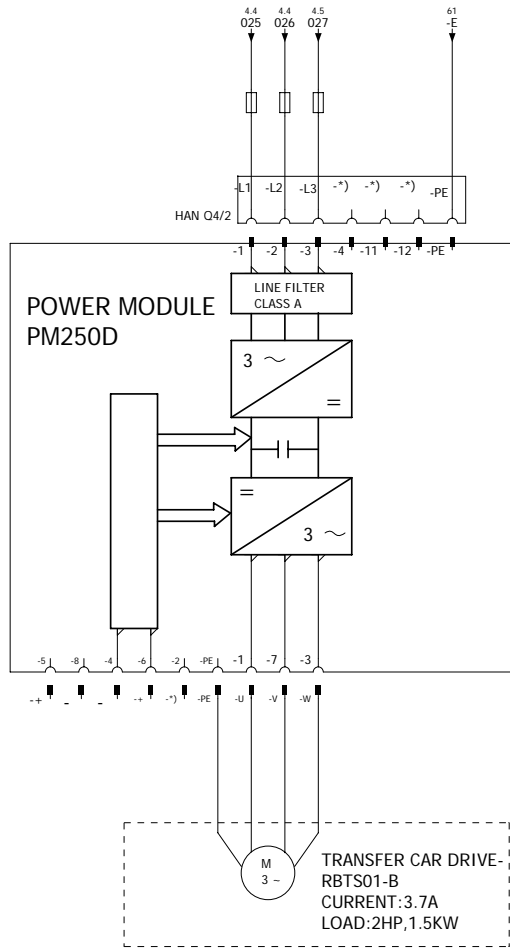 4.4 4.4 4.5 61
025 026 027 -E
-L1 -L2 -L3 -*) -*) -*) -PE
HAN Q4/2
-1 -2 -3 -4 -11 -12 -PE
LINE FILTER
CLASS A
POWER MODULE
PM250D
3 ~
=
=
3 ~
-5 -8 -4 -6 -2 -PE -1 -7 -3
-+ - - -+ -*) -PE -U -V -W
M
3 ~
TRANSFER CAR DRIVE-
RBTS01-B
CURRENT:3.7A
LOAD:2HP,1.5KW